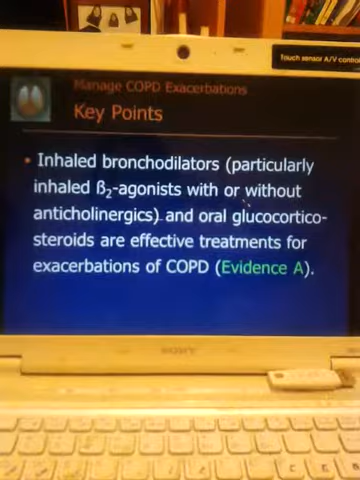 Touch sensor A/V control
Manage COPD Exacerbations
Key Points
• Inhaled bronchodilators (particularly
inhaled ß2-agonists with or without
anticholinergics) and oral glucocortico-
steroids are effective treatments for
exacerbations of COPD (Evidence A).
SONY